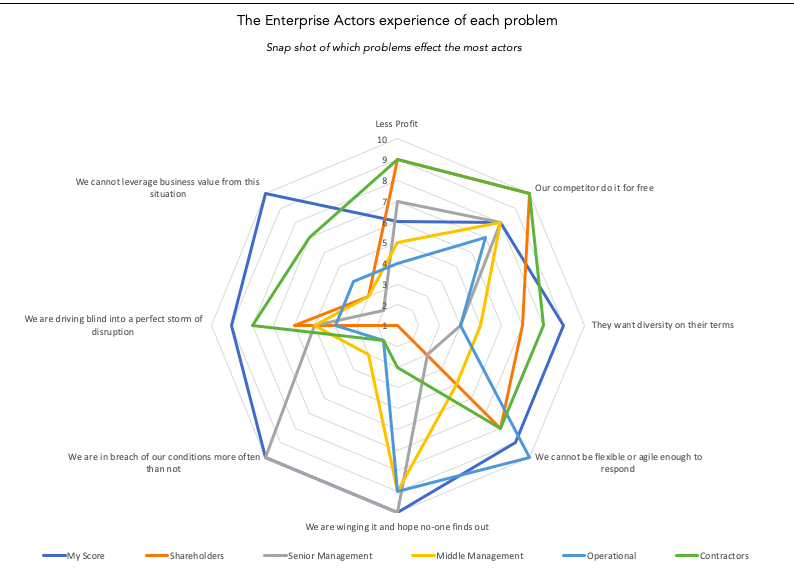 The Enterprise Actors experience of each problem
Snap shot of which problems effect the most actors
Less Profit
10
9
8
7
6
5
4
3
2
1
Our competitor do it for free
They want diversity on their terms
We cannot be flexible or agile enough to
respond
We are winging it and hope no-one finds out
We are in breach of our conditions more often
than not
We are driving blind into a perfect storm of
disruption
We cannot leverage business value from this
situation
My Score
Shareholders
Senior Management
Middle Management
Operational
Contractors